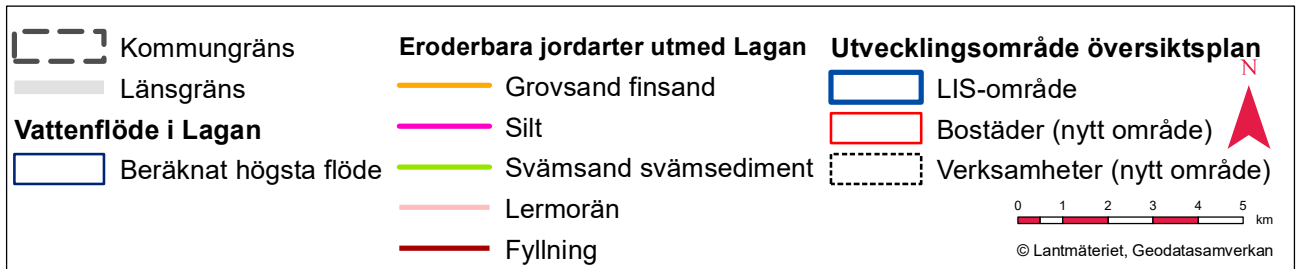 Kommungräns
Länsgräns
Vattenflöde i Lagan
Beräknat högsta flöde
Eroderbara jordarter utmed Lagan
Grovsand finsand
Silt
Svämsand svämsediment
Lermorän
Fyllning
Utvecklingsområde översiktsplan
LIS-område
Bostäder (nytt område)
Verksamheter (nytt område)
N
0 1 2 3 4 5
km
© Lantmäteriet, Geodatasamverkan